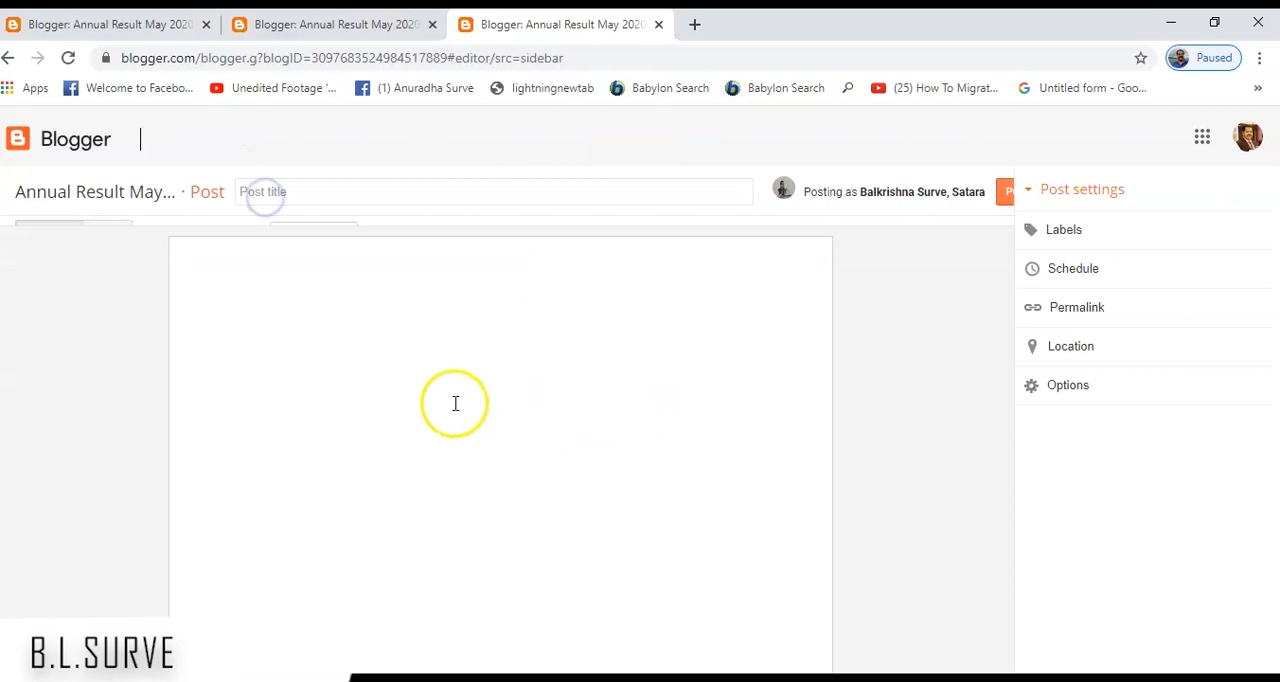 Blogger: Annual Result May 2020
Blogger: Annual Result May 2020
Blogger: Annual Result May 2020
blogger.com/blogger.g?blogID=3097683524984517889#editor/src=sidebar
Paused
Apps
Welcome to Facebo...
Unedited Footage '...
(1) Anuradha Surve
lightningnewtab
Babylon Search
Babylon Search
(25) How To Migrat...
Untitled form - Goo...
Blogger
Annual Result May... · Post
Post title
Posting as Balkrishna Surve, Satara
Post settings
Labels
Schedule
Permalink
Location
Options
B.L.SURVE